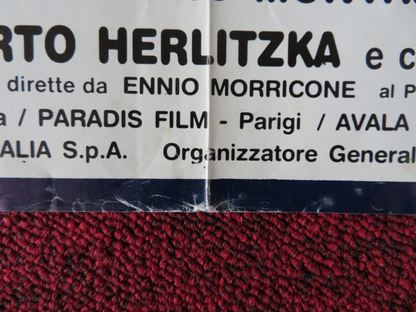 RTO HERLITZKA e c
dirette da ENNIO MORRICONE al P
a / PARADIS FILM - Parigi / AVALA
ALIA S.p.A. Organizzatore General